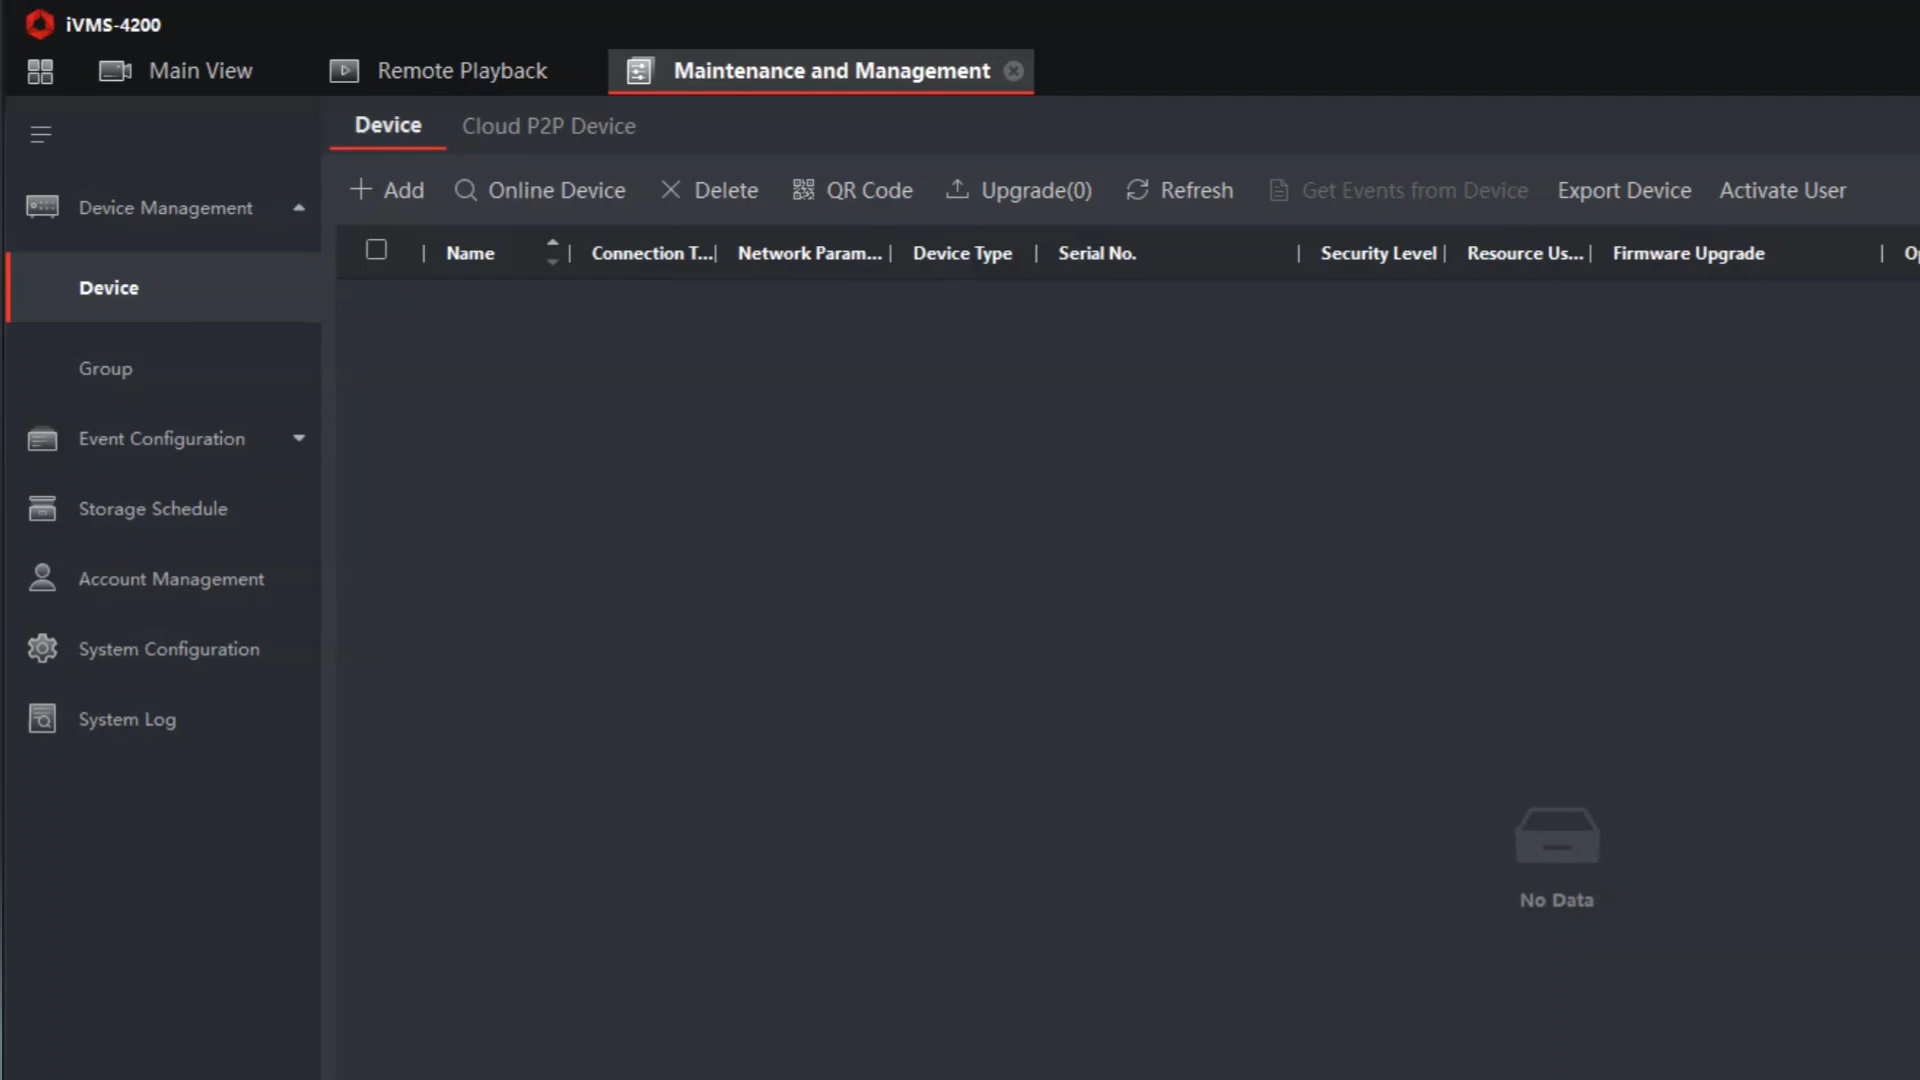 iVMS-4200
Main View
Remote Playback
Maintenance and Management
Device
Cloud P2P Device
Add
Online Device
Delete
QR Code
Upgrade(0)
Refresh
Get Events from Device
Export Device
Activate User
Device Management
Name
Connection T...
Network Param...
Device Type
Serial No.
Security Level
Resource Us...
Firmware Upgrade
Device
Group
Event Configuration
Storage Schedule
Account Management
System Configuration
System Log
No Data